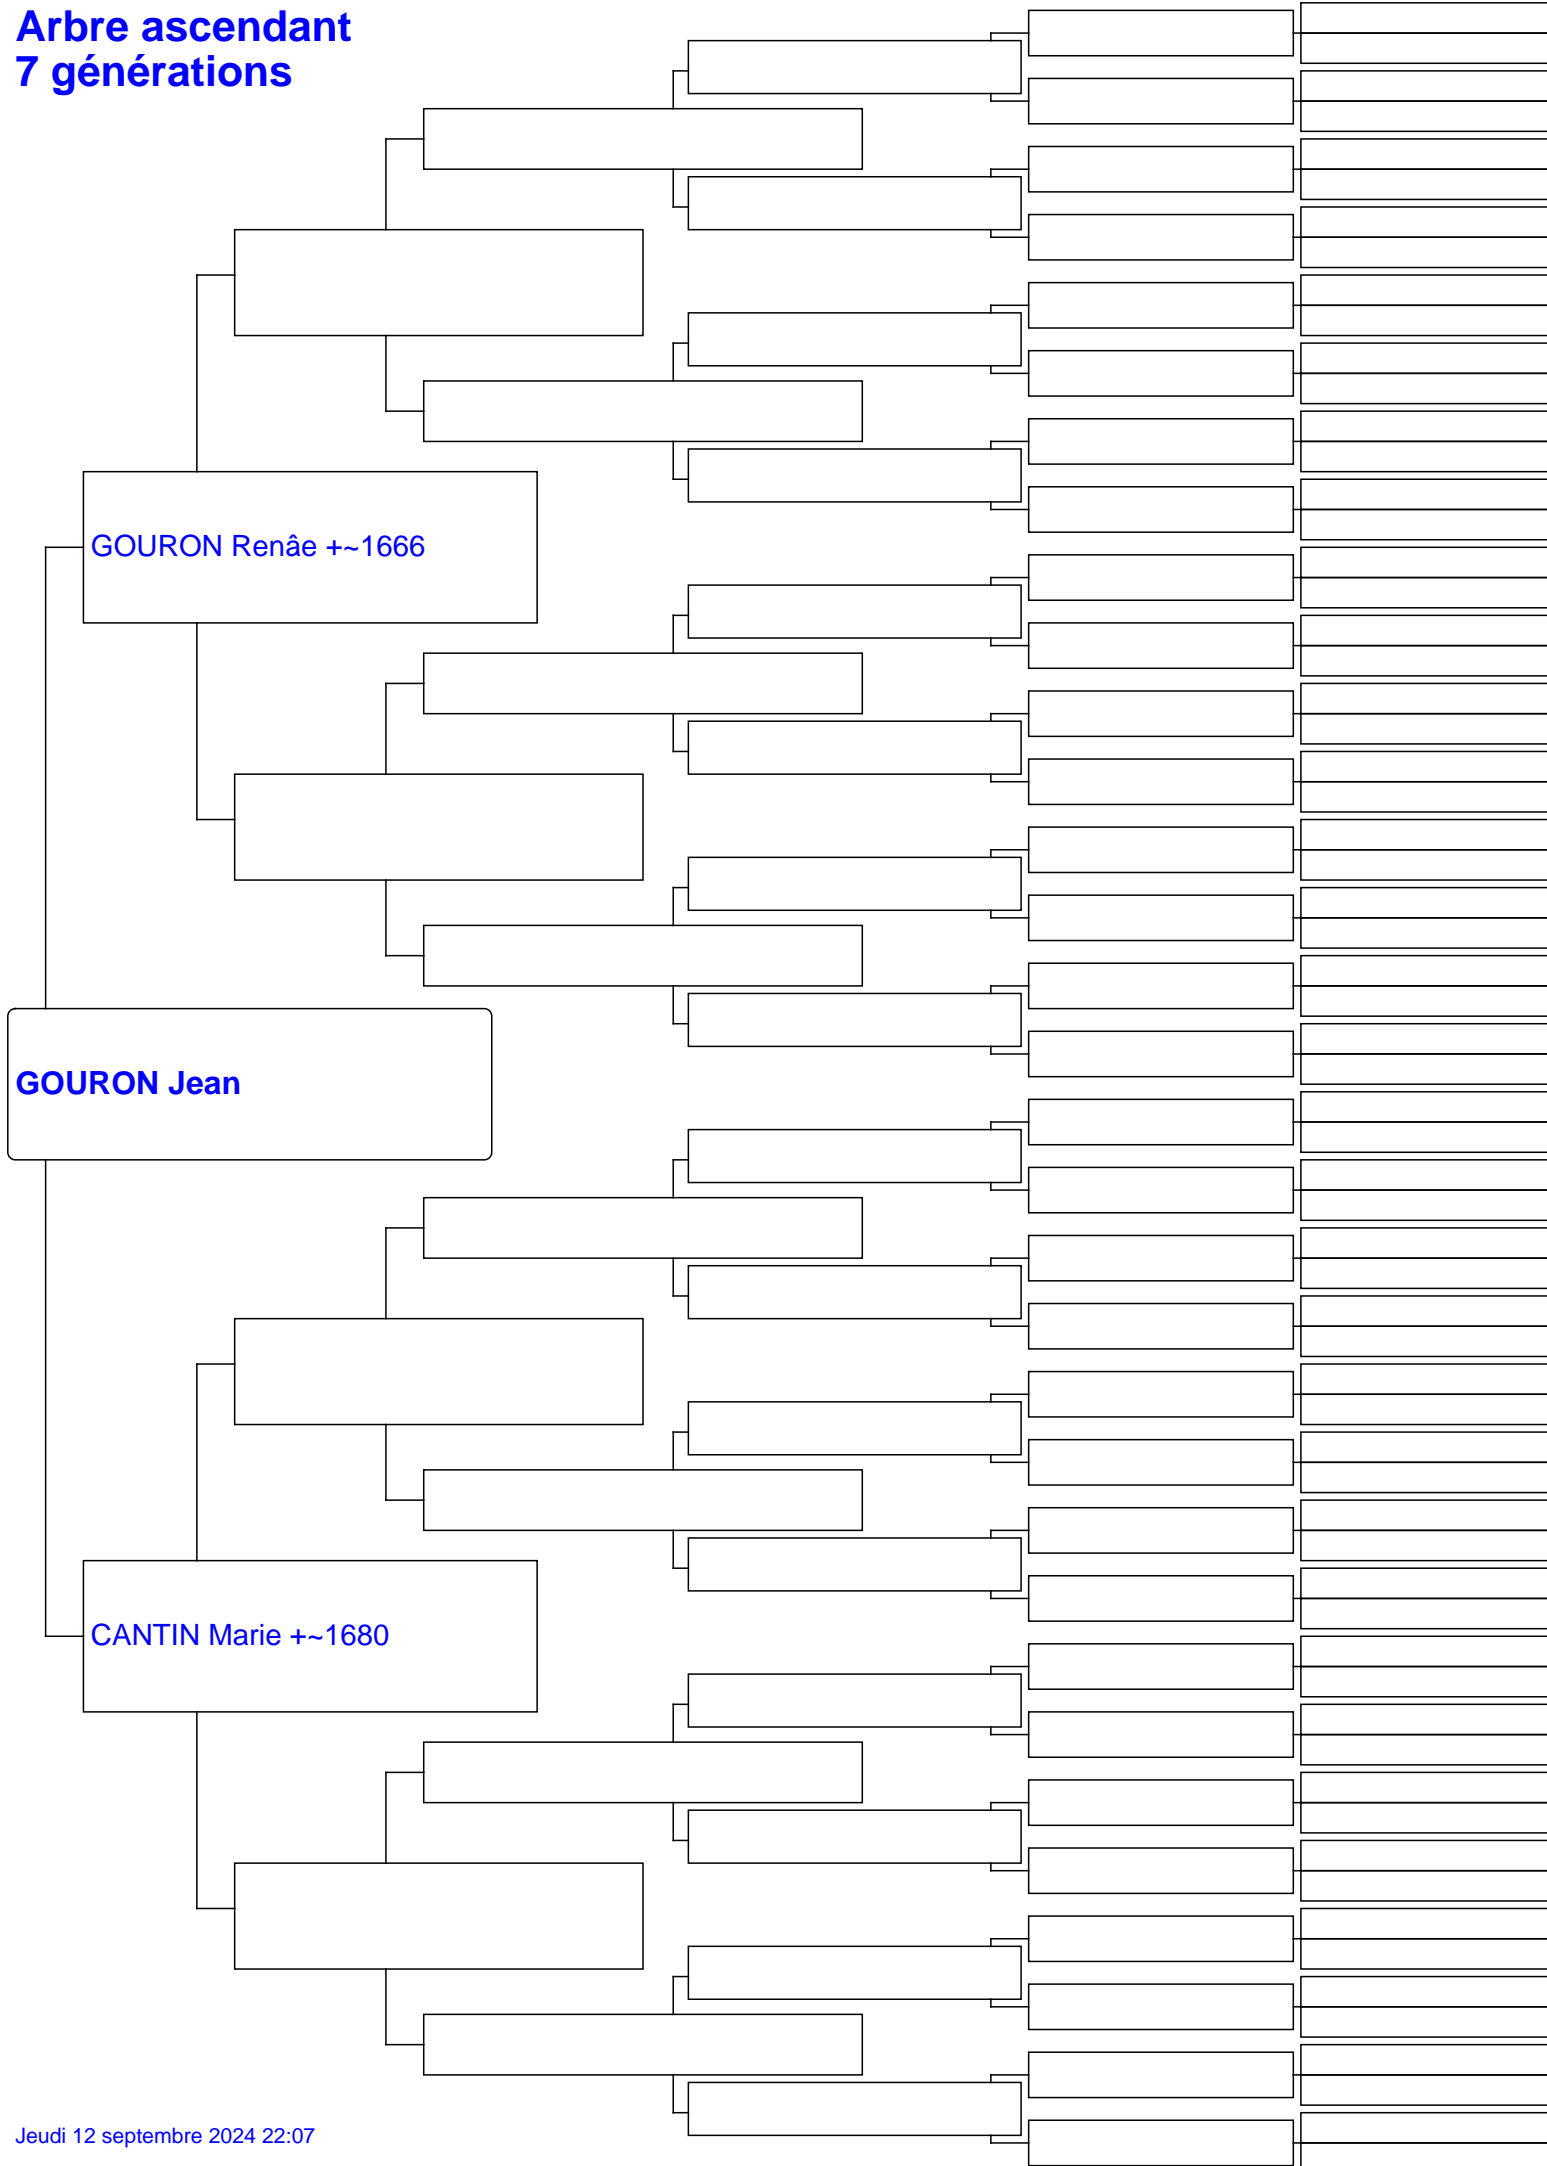 Arbre ascendant
7 générations
GOURON Renâe +~1666
GOURON Jean
CANTIN Marie +~1680
Jeudi 12 septembre 2024 22:07